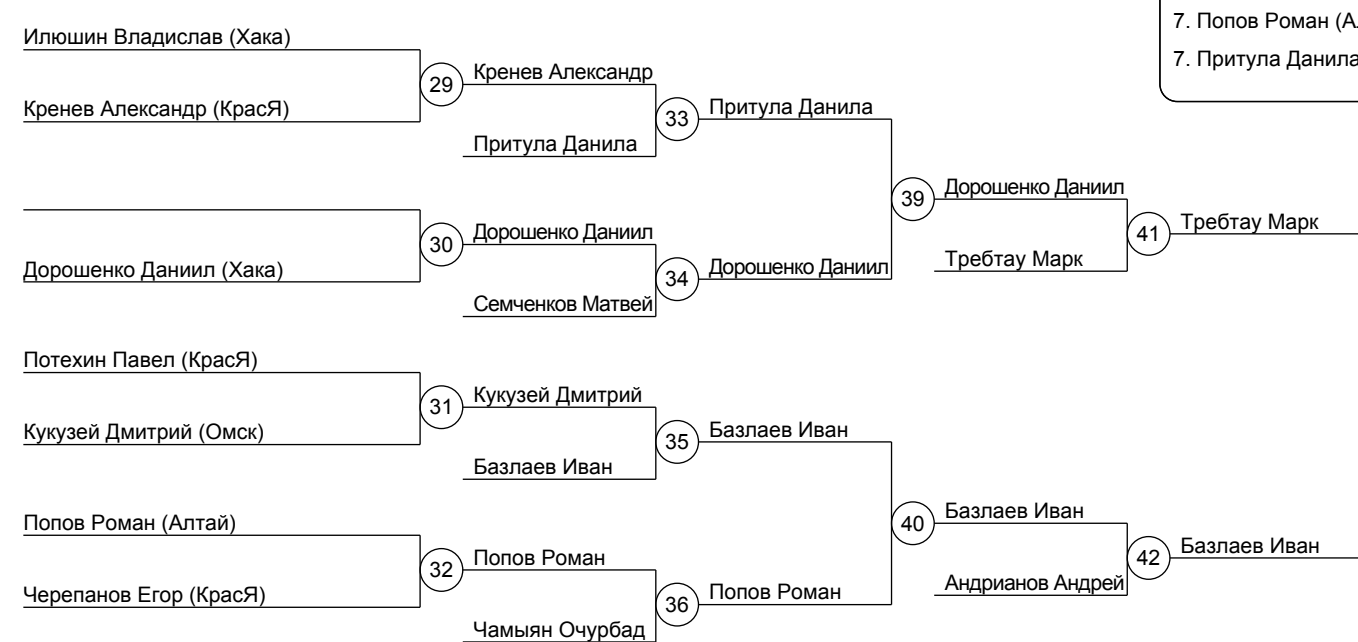 7. Попов Роман (А
7. Притула Данила
Илюшин Владислав (Хака)
Кренев Александр (КрасЯ)
29
Кренев Александр
Притула Данила
33
Притула Данила
Дорошенко Даниил (Хака)
30
Дорошенко Даниил
Семченков Матвей
34
Дорошенко Даниил
39
Дорошенко Даниил
Требтау Марк
41
Требтау Марк
Потехин Павел (КрасЯ)
Кукузей Дмитрий (Омск)
31
Кукузей Дмитрий
Базлаев Иван
35
Базлаев Иван
Попов Роман (Алтай)
Черепанов Егор (КрасЯ)
32
Попов Роман
Чамыян Очурбад
36
Попов Роман
40
Базлаев Иван
Андрианов Андрей
42
Базлаев Иван